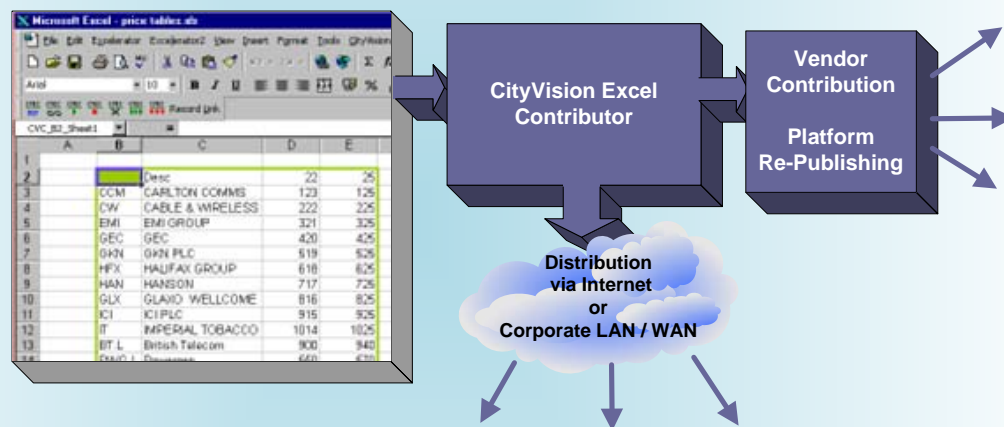 Microsoft Excel - price tables.xls
File Edit Excelerator Excelerator2 View Insert Format Tools
Arial 10 B I U %
Record Link
CVC_B2_Sheet1 =
A B C D E
1
2 Desc 22 25
3 CCM CARLTON COMMS 123 125
4 CW CABLE & WIRELESS 222 225
5 EMI EMI GROUP 321 325
6 GEC GEC 420 425
7 GKN GKN PLC 519 525
8 HFX HALIFAX GROUP 618 625
9 HAN HANSON 717 725
10 GLX GLAXO WELLCOME 816 825
11 ICI ICI PLC 915 925
12 IT IMPERIAL TOBACCO 1014 1025
13 BT.L British Telecom 900 940
CityVision Excel
Contributor
Vendor
Contribution
Platform
Re-Publishing
Distribution
via Internet
or
Corporate LAN / WAN